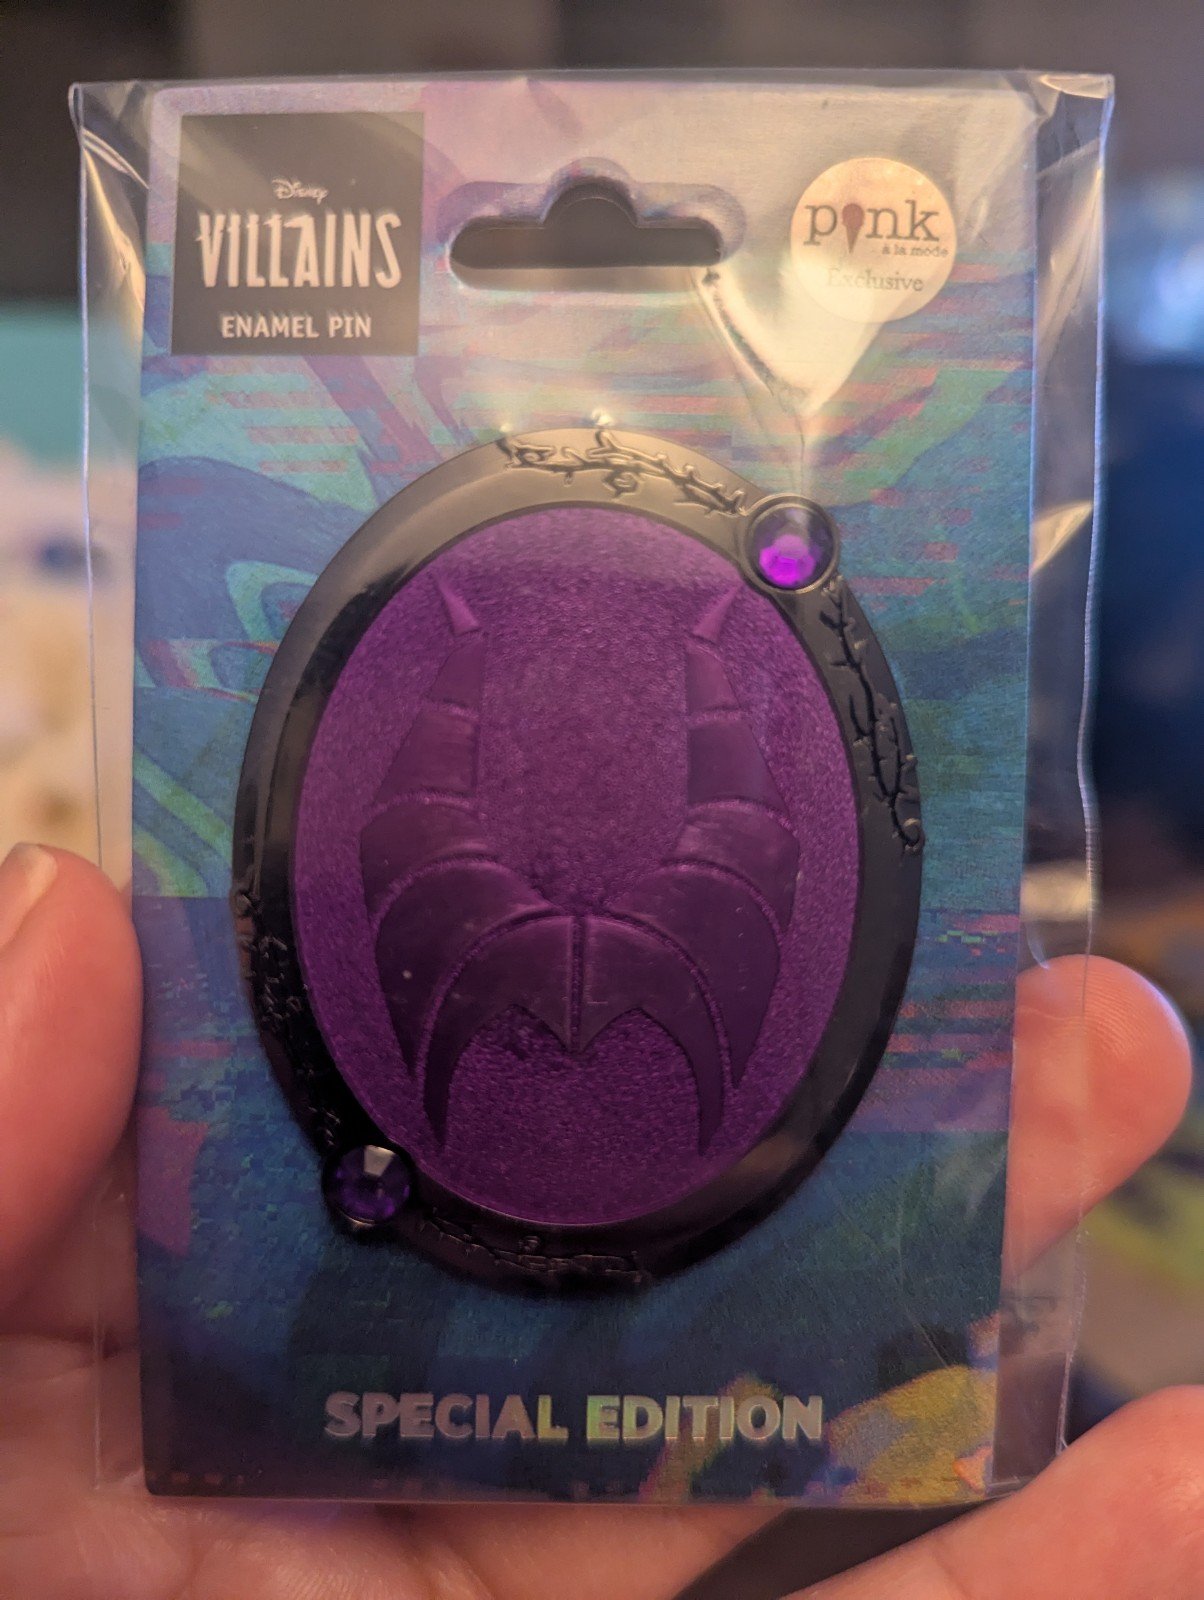 Disney
VILLAINS
ENAMEL PIN
pink
à la mode
Exclusive
SPECIAL EDITION